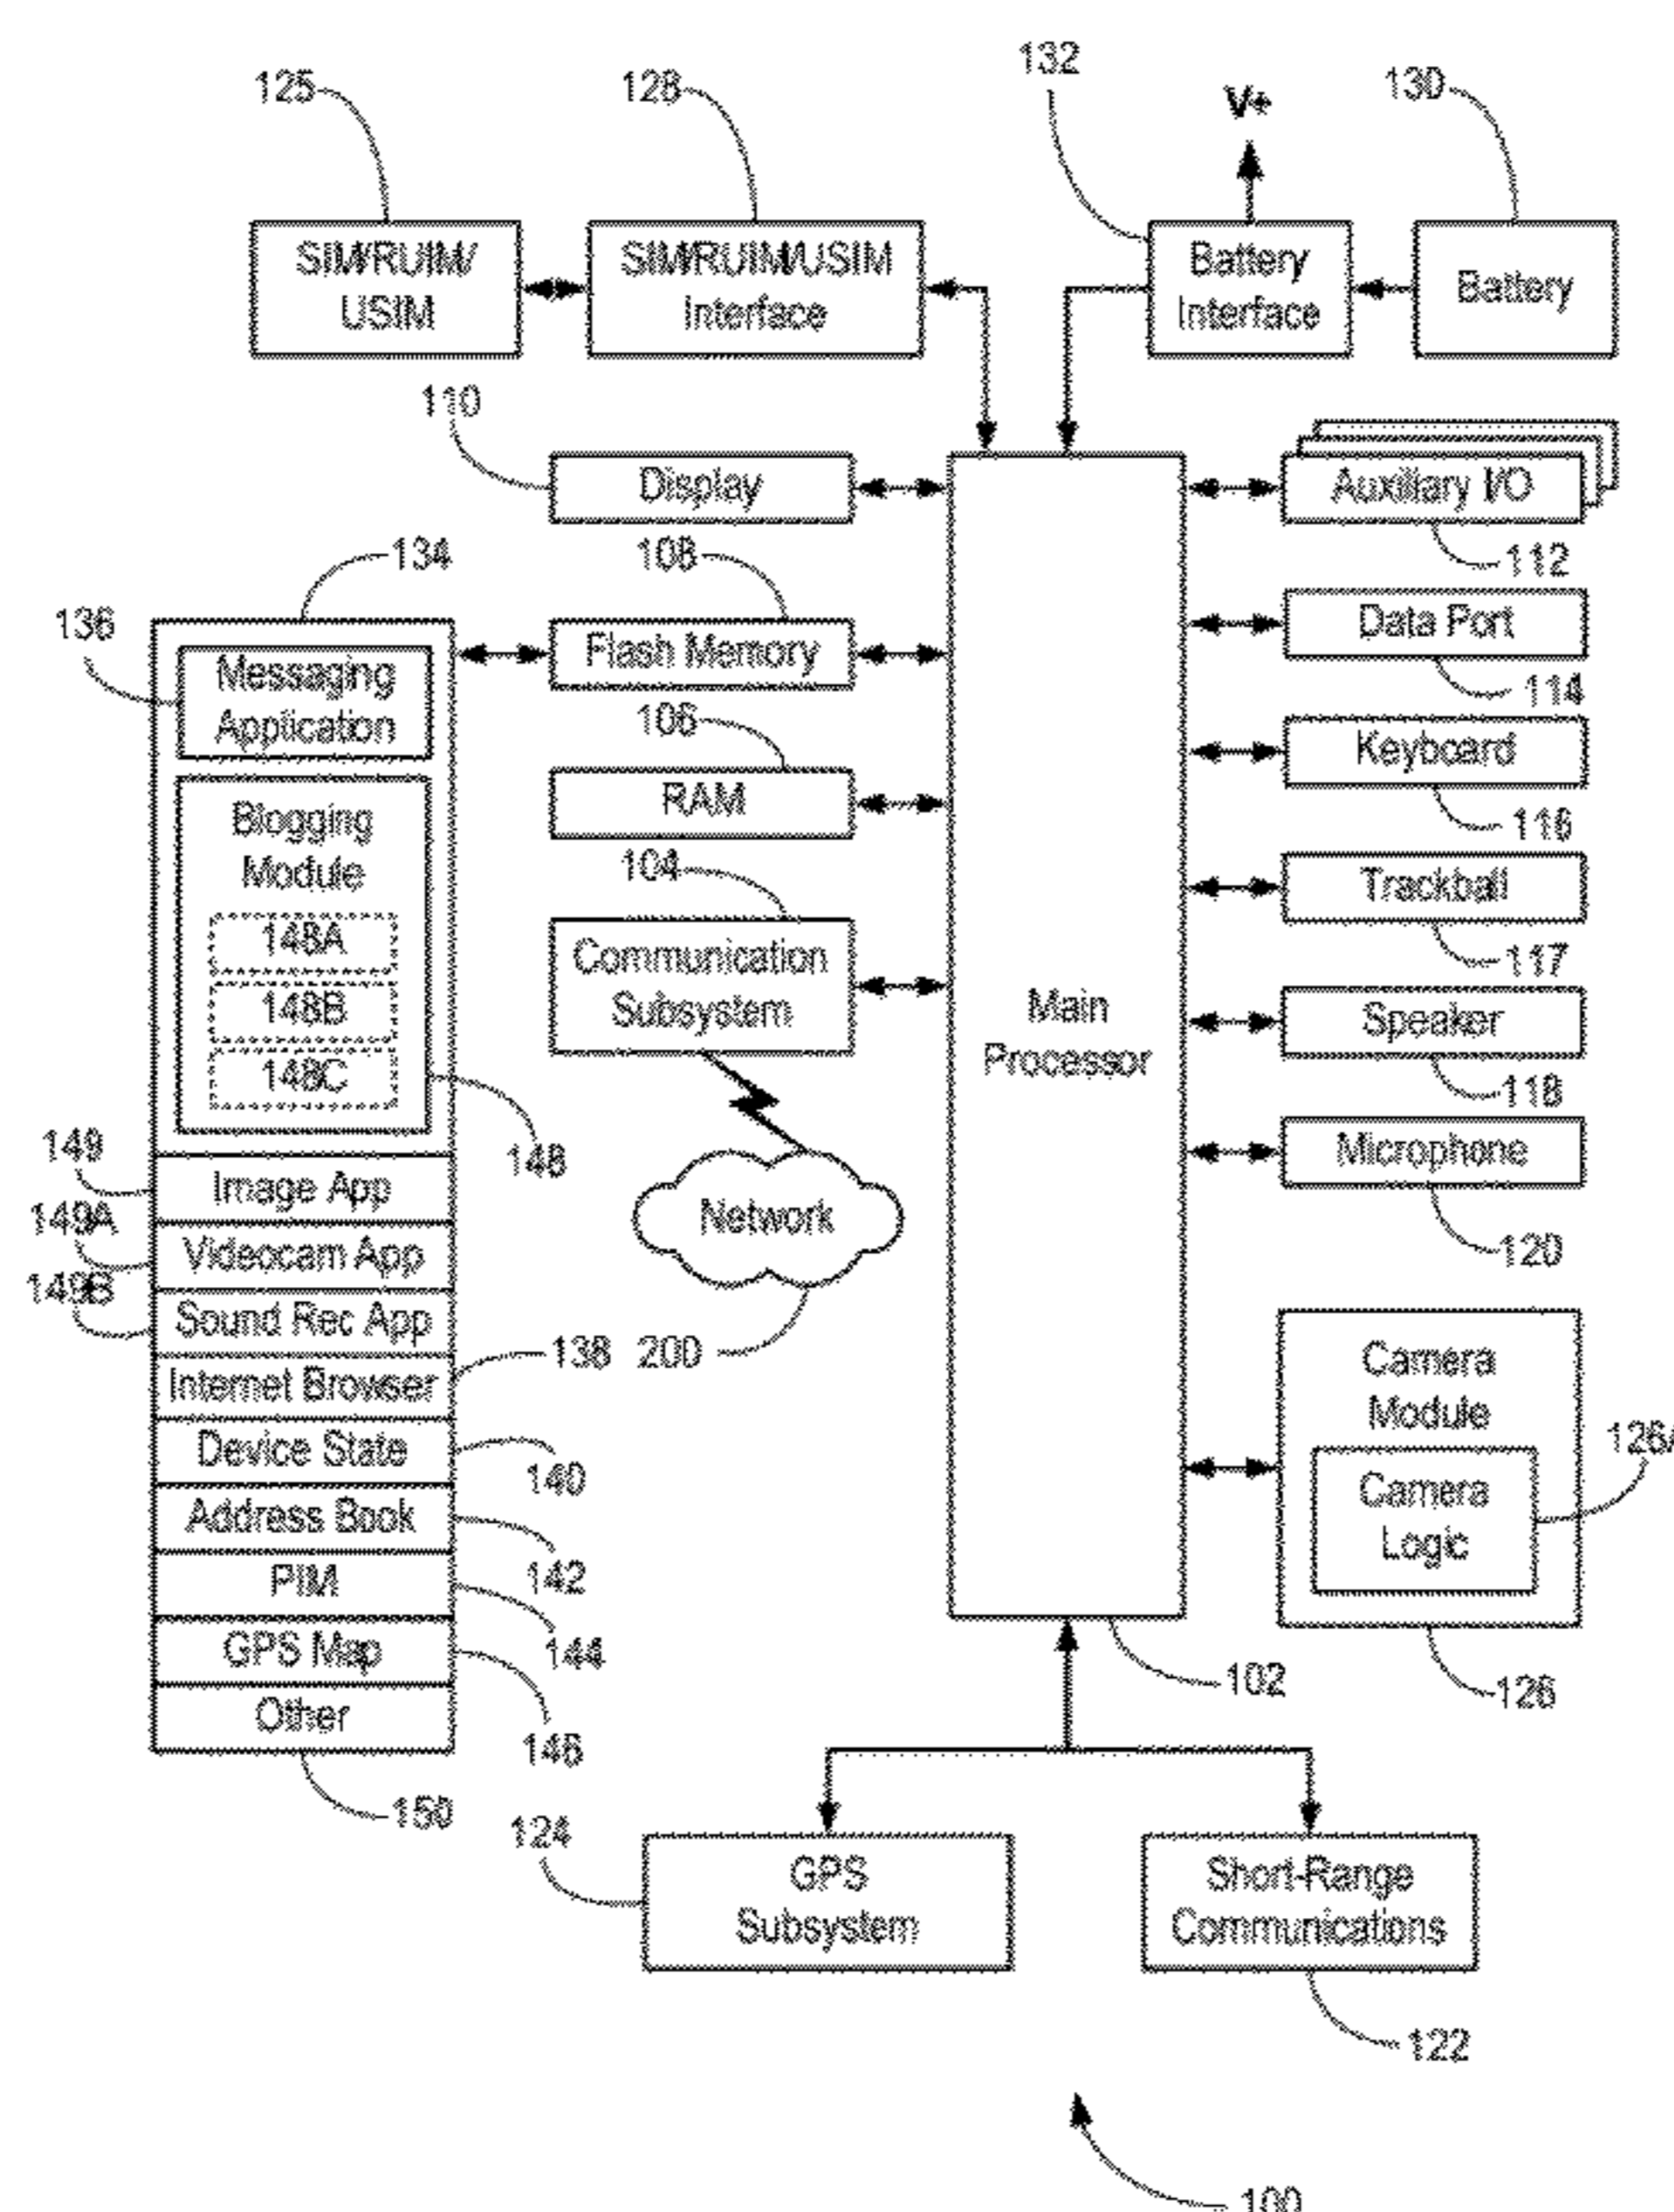 125
128
132
V+
130
SIM/RUIM/
USIM
SIM/RUIM/USIM
Interface
Battery
Interface
Battery
110
Display
Auxiliary I/O
112
134
108
136
Messaging
Application
Flash Memory
Data Port
114
106
RAM
Keyboard
116
Blogging
Module
148A
148B
148C
148
104
Communication
Subsystem
Main
Processor
Trackball
117
Speaker
118
Microphone
120
149
Image App
149A
Videocam App
149B
Sound Rec App
Network
200
Internet Browser
138
Device State
140
Address Book
142
PIM
144
GPS Map
146
Other
150
Camera
Module
Camera
Logic
126A
126
102
124
GPS
Subsystem
Short-Range
Communications
122
100